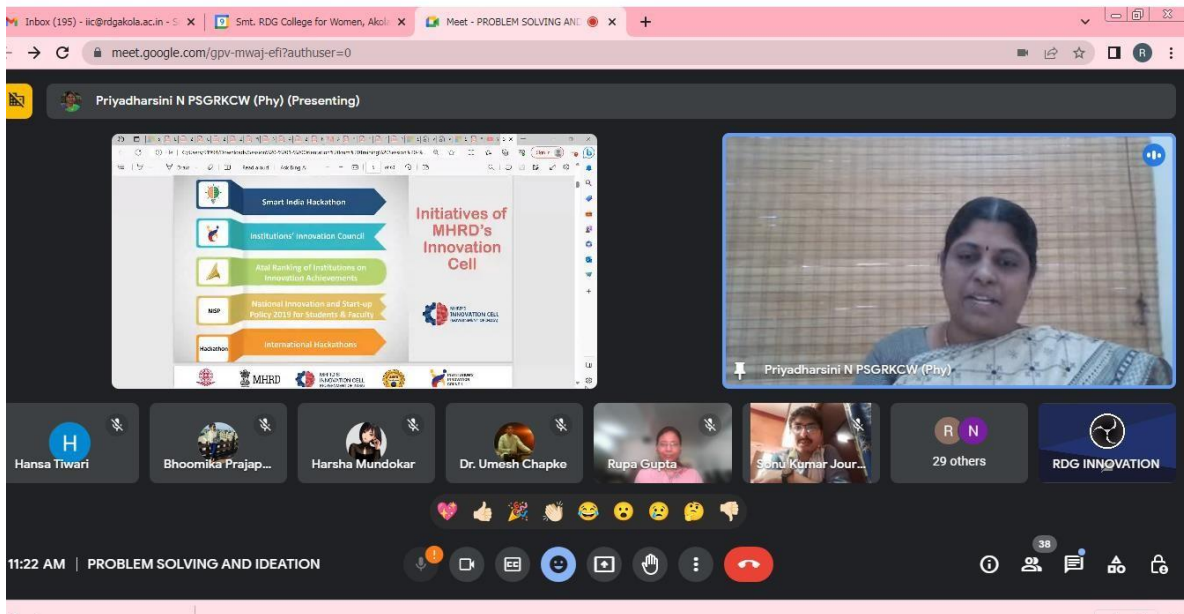 Inbox (195) - iic@rdgakola.ac.in - S
Smt. RDG College for Women, Akol
Meet - PROBLEM SOLVING AND
meet.google.com/gpv-mwaj-efi?authuser=0
R
Priyadharsini N PSGRKCW (Phy) (Presenting)
Smart India Hackathon
Institutions' Innovation Council
Atal Ranking of Institutions on
Innovation Achievements
NISP
National Innovation and Start-up
Policy 2019 for Students & Faculty
Hackathon
International Hackathons
Initiatives of
MHRD's
Innovation
Cell
MHRD'S
INNOVATION CELL
MHRD
INNOVATION CELL
Priyadharsini N PSGRKCW (Phy)
H
Hansa Tiwari
Bhoomika Prajap...
Harsha Mundokar
Dr. Umesh Chapke
Rupa Gupta
Sonu Kumar Jour...
R N
29 others
RDG INNOVATION
11:22 AM | PROBLEM SOLVING AND IDEATION
CC
38